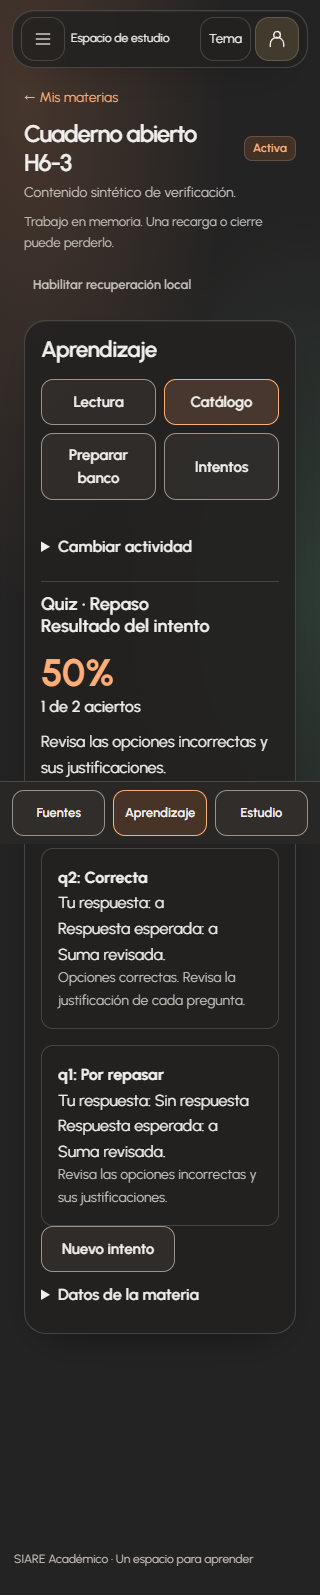 Espacio de estudio
Tema
← Mis materias
Cuaderno abierto
H6-3
Activa
Contenido sintético de verificación.
Trabajo en memoria. Una recarga o cierre
puede perderlo.
Habilitar recuperación local
Aprendizaje
Lectura
Catálogo
Preparar
banco
Intentos
▶ Cambiar actividad
Quiz · Repaso
Resultado del intento
50%
1 de 2 aciertos
Revisa las opciones incorrectas y
sus justificaciones.
Fuentes
Aprendizaje
Estudio
q2: Correcta
Tu respuesta: a
Respuesta esperada: a
Suma revisada.
Opciones correctas. Revisa la
justificación de cada pregunta.
q1: Por repasar
Tu respuesta: Sin respuesta
Respuesta esperada: a
Suma revisada.
Revisa las opciones incorrectas y
sus justificaciones.
Nuevo intento
▶ Datos de la materia
SIARE Académico · Un espacio para aprender